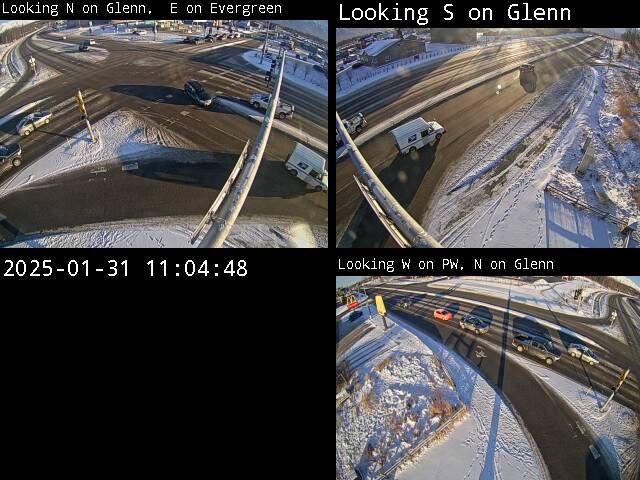 Looking N on Glenn,  E on Evergreen
Looking S on Glenn
2025-01-31 11:04:48
Looking W on PW, N on Glenn